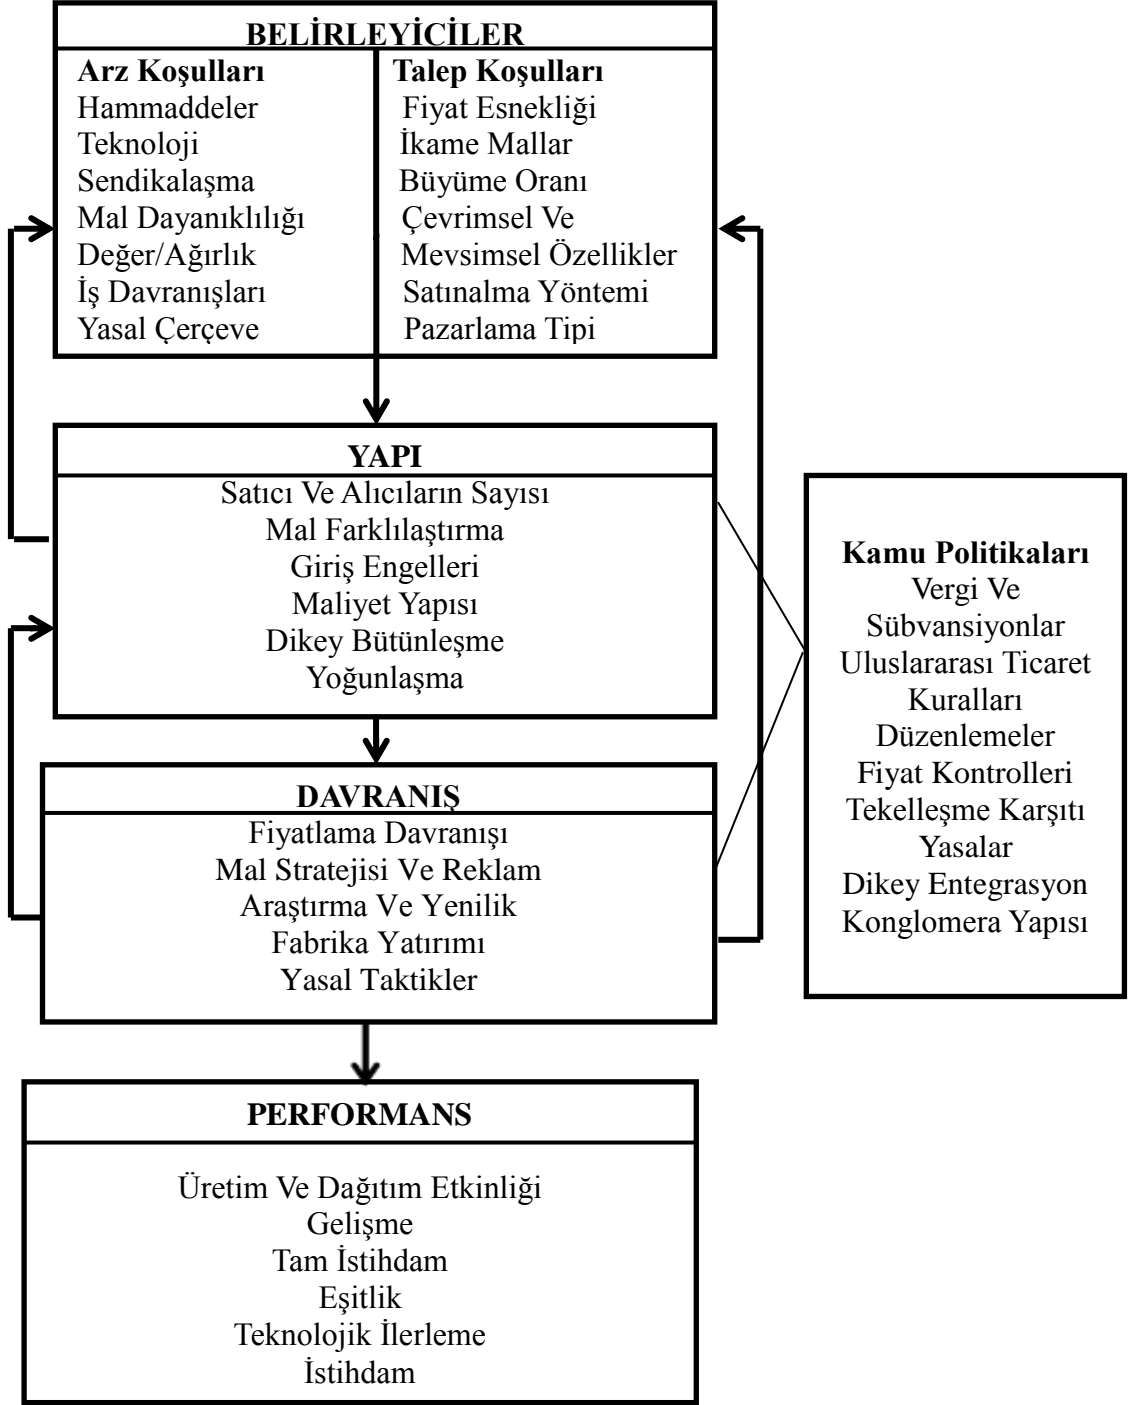 BELİRLEYİCİLER
Arz Koşulları
Hammaddeler
Teknoloji
Sendikalaşma
Mal Dayanıklılığı
Değer/Ağırlık
İş Davranışları
Yasal Çerçeve
Talep Koşulları
Fiyat Esnekliği
İkame Mallar
Büyüme Oranı
Çevrimsel Ve
Mevsimsel Özellikler
Satınalma Yöntemi
Pazarlama Tipi
YAPI
Satıcı Ve Alıcıların Sayısı
Mal Farklılaştırma
Giriş Engelleri
Maliyet Yapısı
Dikey Bütünleşme
Yoğunlaşma
Kamu Politikaları
Vergi Ve
Sübvansiyonlar
Uluslararası Ticaret
Kuralları
Düzenlemeler
Fiyat Kontrolleri
Tekelleşme Karşıtı
Yasalar
Dikey Entegrasyon
Konglomera Yapısı
DAVRANIŞ
Fiyatlama Davranışı
Mal Stratejisi Ve Reklam
Araştırma Ve Yenilik
Fabrika Yatırımı
Yasal Taktikler
PERFORMANS
Üretim Ve Dağıtım Etkinliği
Gelişme
Tam İstihdam
Eşitlik
Teknolojik İlerleme
İstihdam